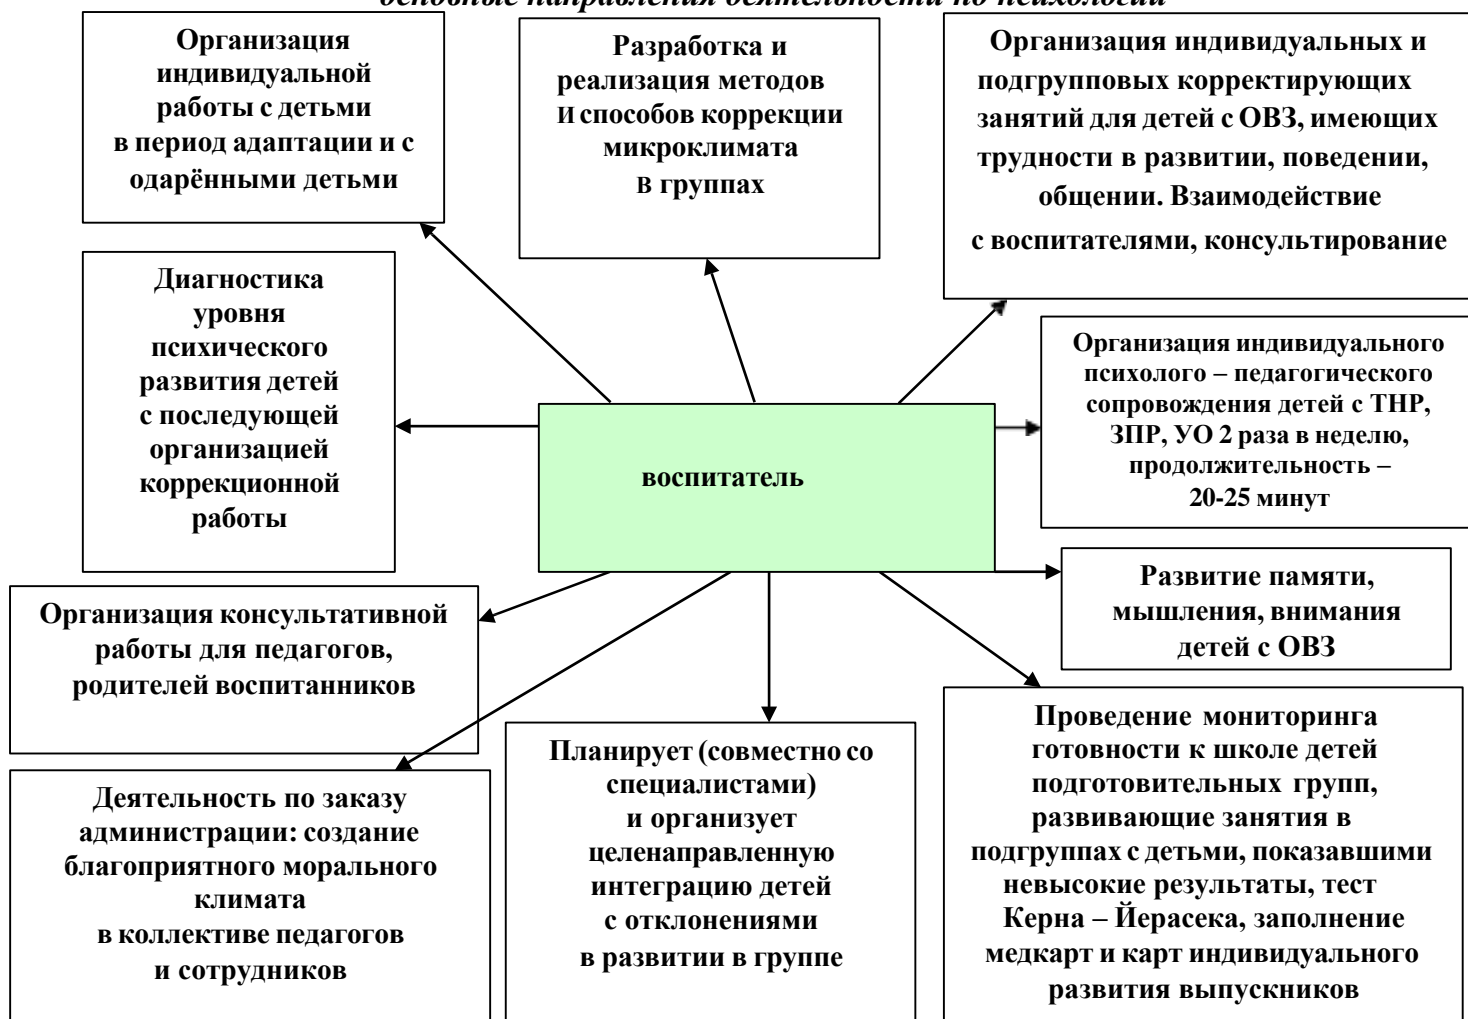 основные направления деятельности по психологии
Организация
индивидуальной
работы с детьми
в период адаптации и с
одарёнными детьми
Разработка и
реализация методов
И способов коррекции
микроклимата
В группах
Организация индивидуальных и
подгрупповых корректирующих
занятий для детей с ОВЗ, имеющих
трудности в развитии, поведении,
общении. Взаимодействие
с воспитателями, консультирование
Диагностика
уровня
психического
развития детей
с последующей
организацией
коррекционной
работы
Организация индивидуального
психолого – педагогического
сопровождения детей с ТНР,
ЗПР, УО 2 раза в неделю,
продолжительность –
20-25 минут
воспитатель
Развитие памяти,
мышления, внимания
детей с ОВЗ
Организация консультативной
работы для педагогов,
родителей воспитанников
Деятельность по заказу
администрации: создание
благоприятного морального
климата
в коллективе педагогов
и сотрудников
Планирует (совместно со
специалистами)
и организует
целенаправленную
интеграцию детей
с отклонениями
в развитии в группе
Проведение мониторинга
готовности к школе детей
подготовительных групп,
развивающие занятия в
подгруппах с детьми, показавшими
невысокие результаты, тест
Керна – Йерасека, заполнение
медкарт и карт индивидуального
развития выпускников